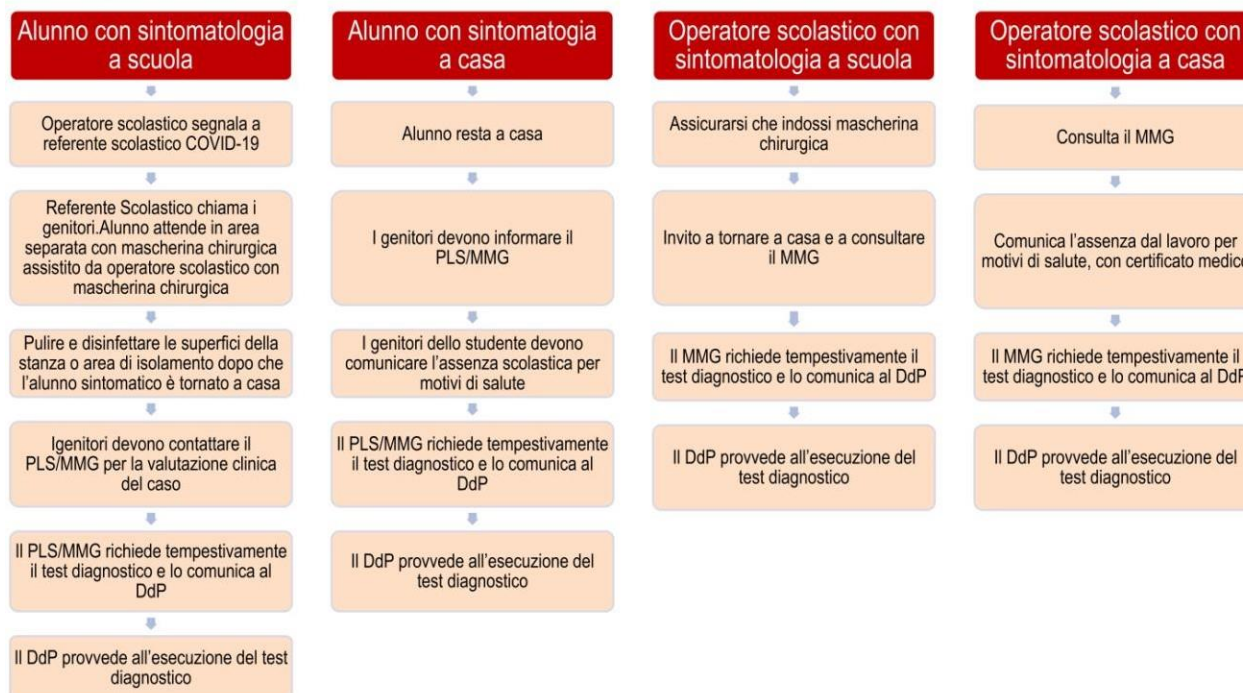 Alunno con sintomatologia
a scuola
Operatore scolastico segnala a
referente scolastico COVID-19
Referente Scolastico chiama i
genitori.Alunno attende in area
separata con mascherina chirurgica
assistito da operatore scolastico con
mascherina chirurgica
Pulire e disinfettare le superfici della
stanza o area di isolamento dopo che
l'alunno sintomatico è tornato a casa
Igenitori devono contattare il
PLS/MMG per la valutazione clinica
del caso
Il PLS/MMG richiede tempestivamente
il test diagnostico e lo comunica al
DdP
Il DdP provvede all'esecuzione del test
diagnostico
Alunno con sintomatogia
a casa
Alunno resta a casa
I genitori devono informare il
PLS/MMG
I genitori dello studente devono
comunicare l'assenza scolastica per
motivi di salute
Il PLS/MMG richiede tempestivamente
il test diagnostico e lo comunica al
DdP
Il DdP provvede all'esecuzione del
test diagnostico
Operatore scolastico con
sintomatologia a scuola
Assicurarsi che indossi mascherina
chirurgica
Invito a tornare a casa e a consultare
il MMG
Il MMG richiede tempestivamente il
test diagnostico e lo comunica al DdP
Il DdP provvede all'esecuzione del
test diagnostico
Operatore scolastico con
sintomatologia a casa
Consulta il MMG
Comunica l'assenza dal lavoro per
motivi di salute, con certificato medico
Il MMG richiede tempestivamente il
test diagnostico e lo comunica al DdP
Il DdP provvede all'esecuzione del
test diagnostico